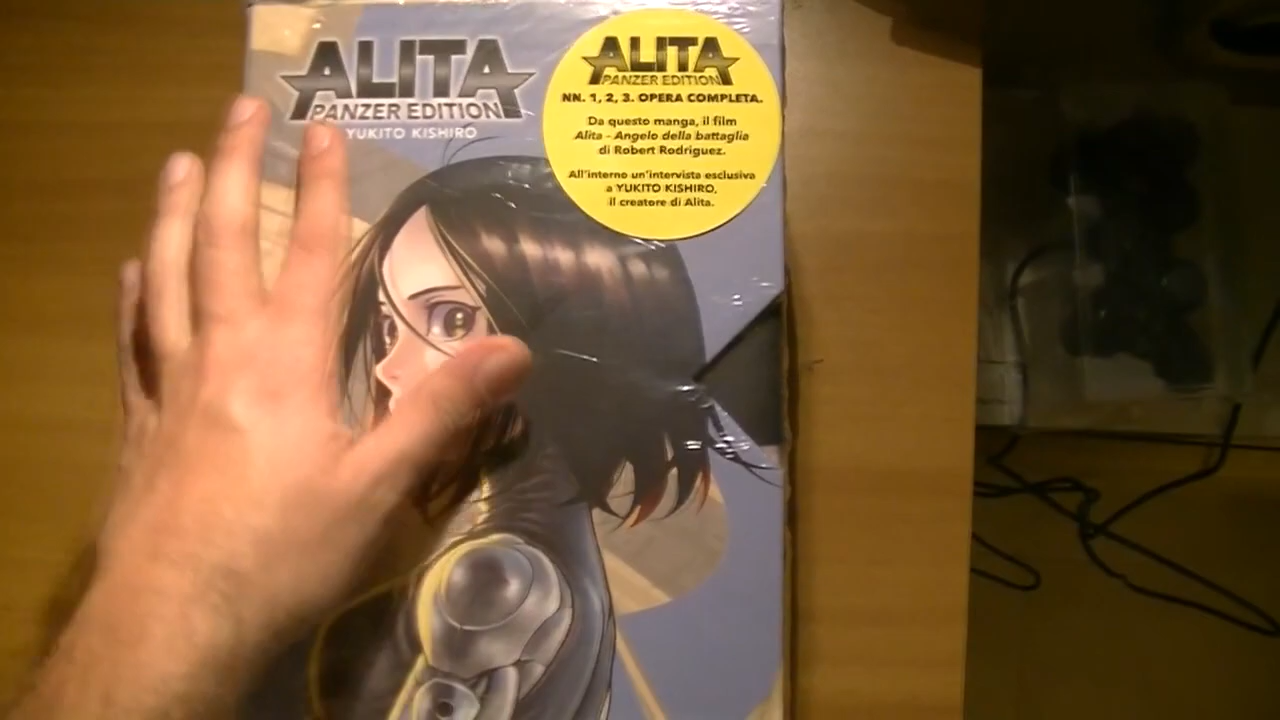 ALITA
PANZER EDITION
YUKITO KISHIRO
ALITA
PANZER EDITION
NN. 1, 2, 3. OPERA COMPLETA.
Da questo manga, il film
Alita - Angelo della battaglia
di Robert Rodriguez.
All'interno un'intervista esclusiva
a YUKITO KISHIRO,
il creatore di Alita.